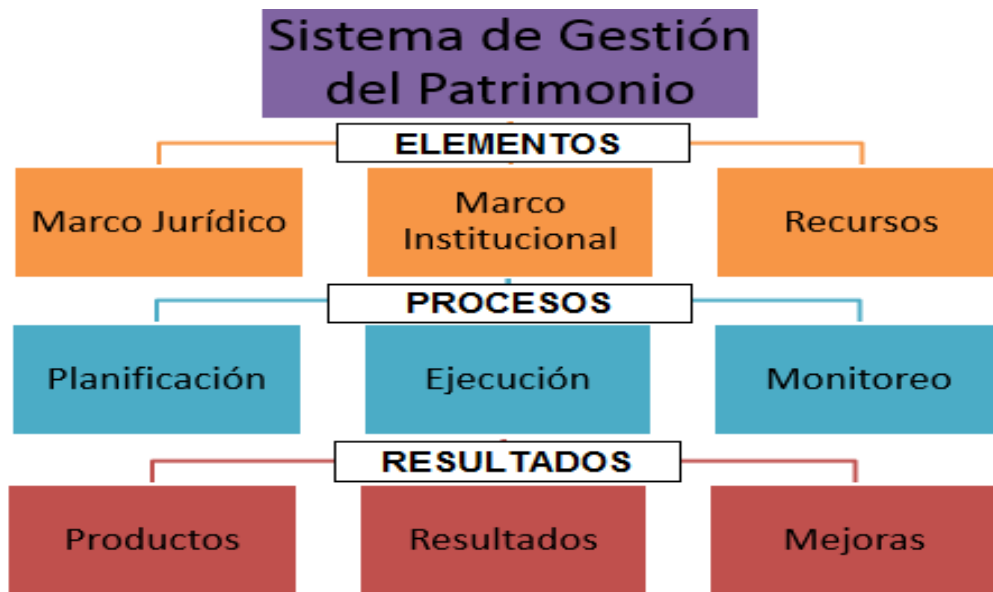 Sistema de Gestión
del Patrimonio
ELEMENTOS
Marco Jurídico
Marco
Institucional
Recursos
PROCESOS
Planificación
Ejecución
Monitoreo
RESULTADOS
Productos
Resultados
Mejoras